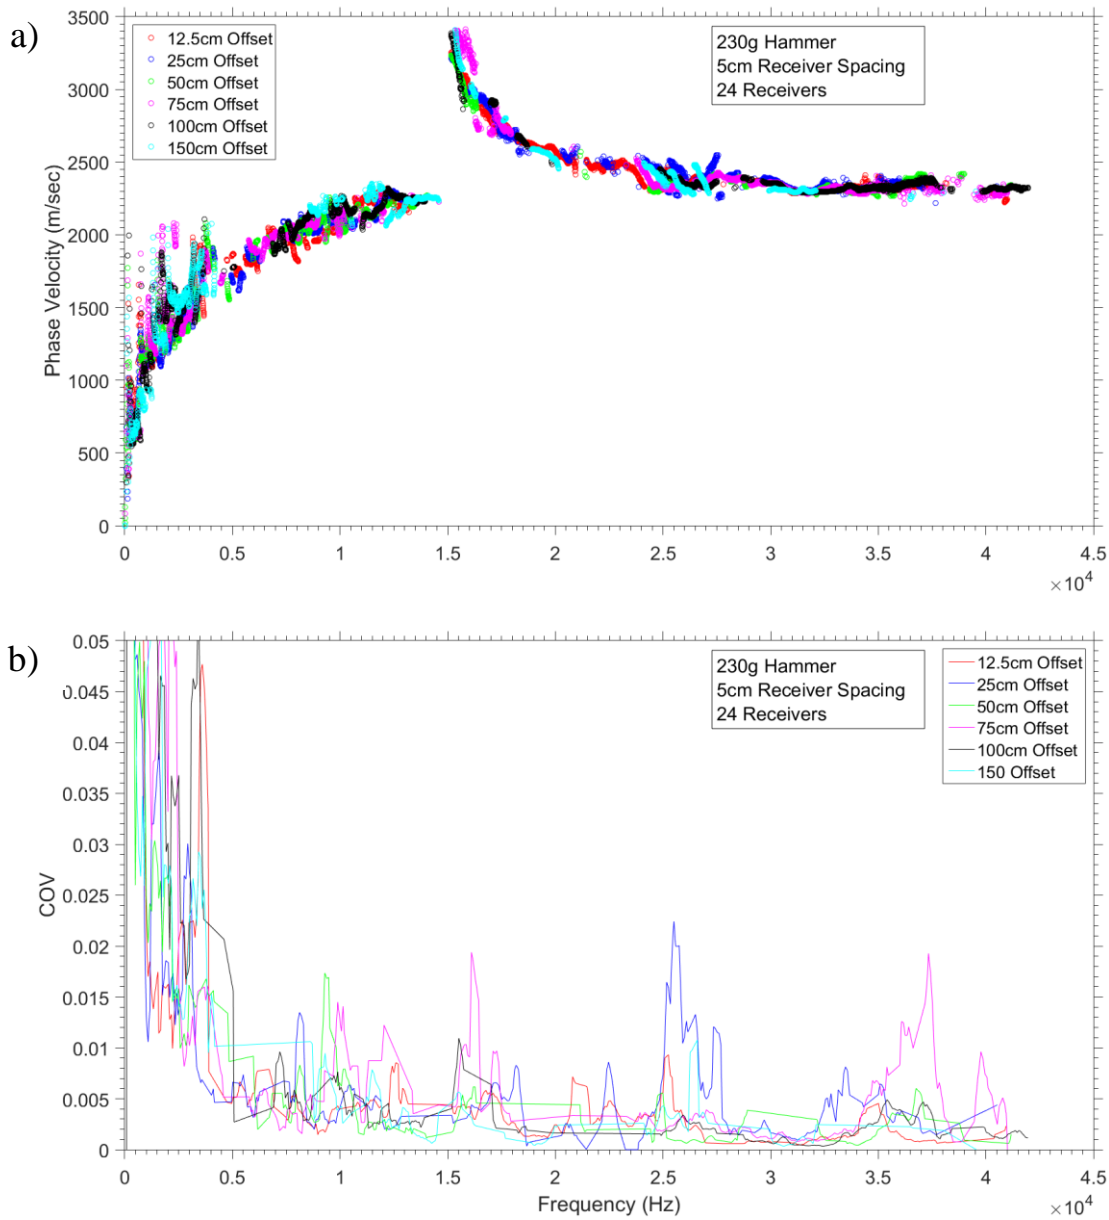 a)
3500
3000
2500
2000
1500
1000
500
0
Phase Velocity (m/sec)
12.5cm Offset
25cm Offset
50cm Offset
75cm Offset
100cm Offset
150cm Offset
230g Hammer
5cm Receiver Spacing
24 Receivers
0 0.5 1 1.5 2 2.5 3 3.5 4 4.5
×10⁴
b)
0.05
0.045
0.04
0.035
0.03
0.025
0.02
0.015
0.01
0.005
0
COV
230g Hammer
5cm Receiver Spacing
24 Receivers
12.5cm Offset
25cm Offset
50cm Offset
75cm Offset
100cm Offset
150 Offset
0 0.5 1 1.5 2 2.5 3 3.5 4 4.5
Frequency (Hz)
×10⁴